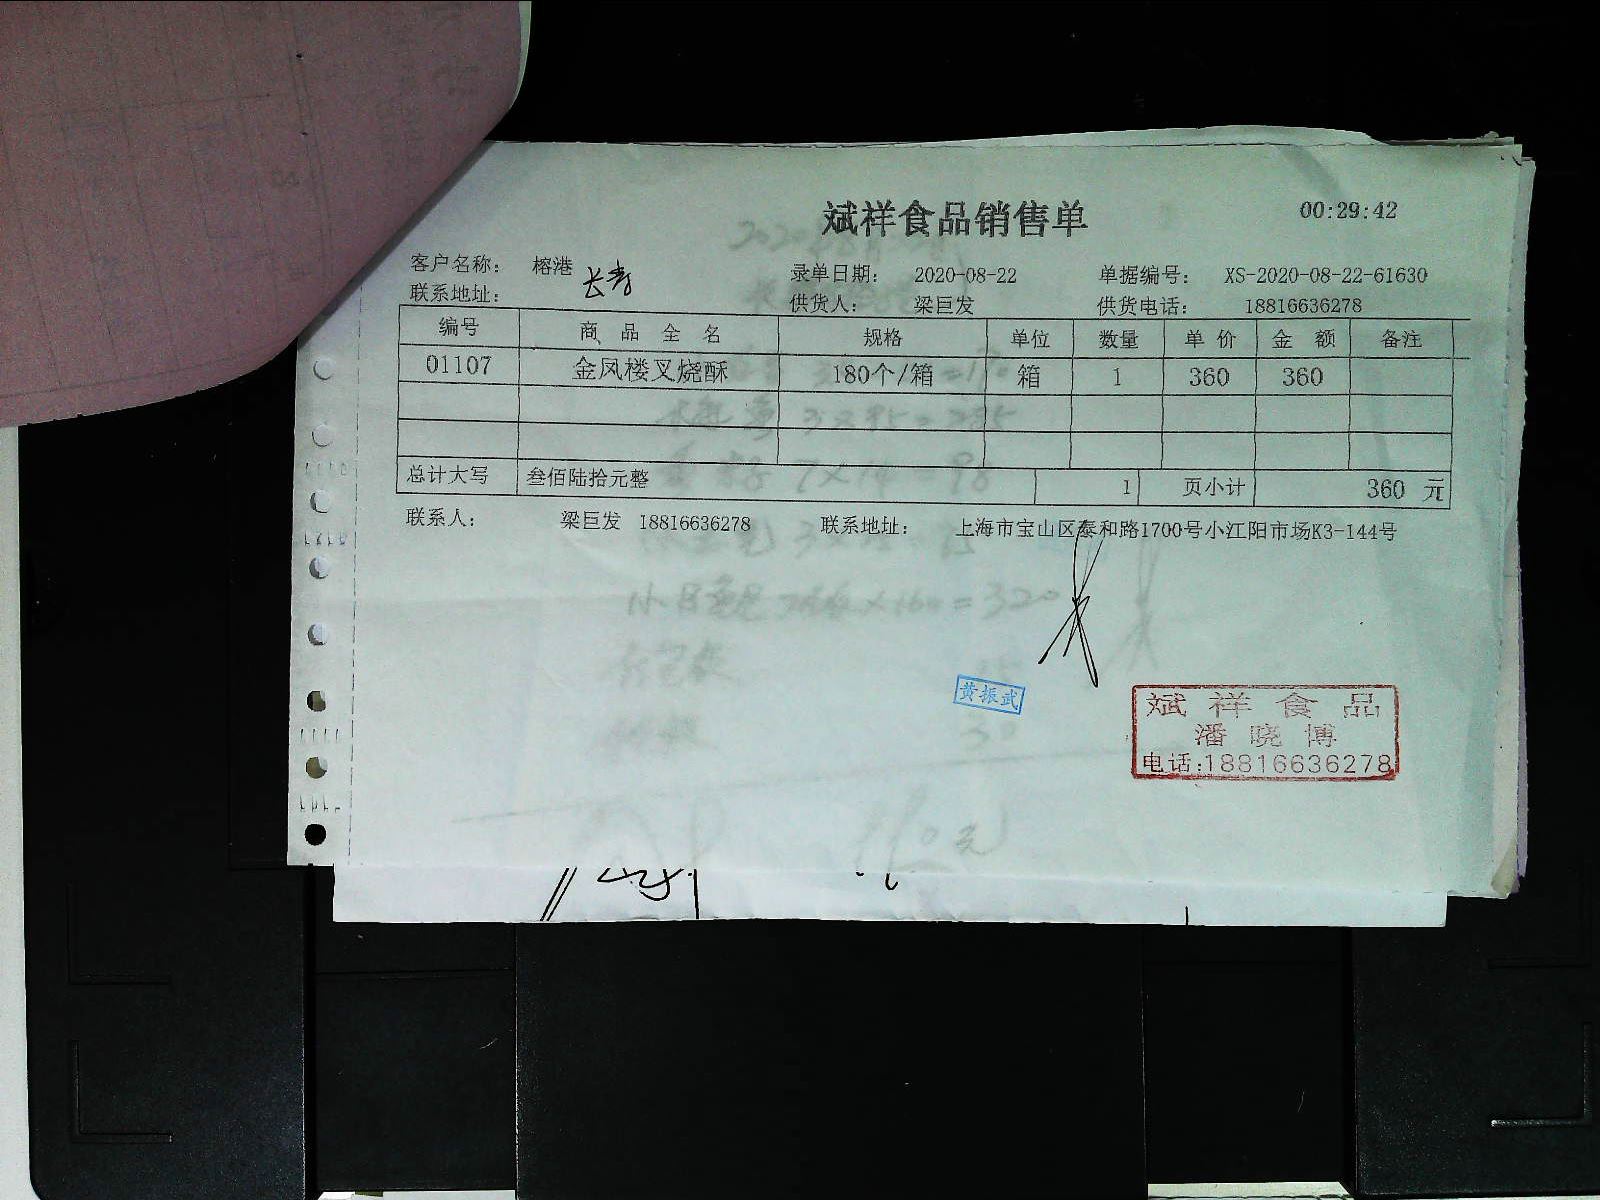 斌祥食品销售单
00:29:42
客户名称： 榕港 长寿
录单日期： 2020-08-22
单据编号： XS-2020-08-22-61630
联系地址：
供货人： 梁巨发
供货电话： 18816636278
编号 商品全名 规格 单位 数量 单价 金额 备注
01107 金凤楼叉烧酥 180个/箱 箱 1 360 360
总计大写 叁佰陆拾元整 1 页小计 360 元
联系人： 梁巨发 18816636278 联系地址： 上海市宝山区泰和路1700号小江阳市场K3-144号
黄振武
斌祥食品
潘晓博
电话:18816636278